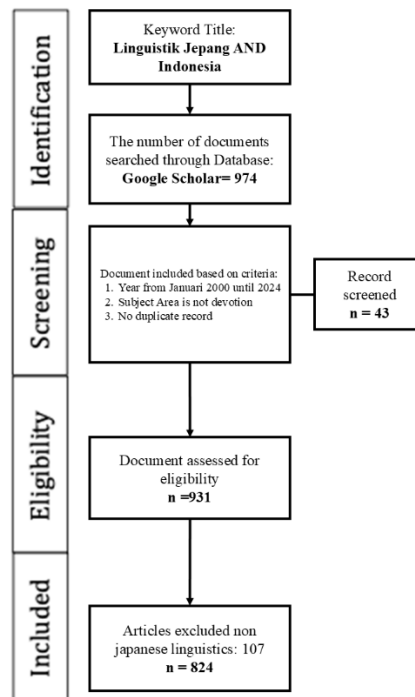 Identification
Keyword Title:
Linguistik Jepang AND
Indonesia
The number of documents
searched through Database:
Google Scholar= 974
Screening
Document included based on criteria:
1. Year from Januari 2000 until 2024
2. Subject Area is not devotion
3. No duplicate record
Record
screened
n = 43
Eligibility
Document assessed for
eligibility
n =931
Included
Articles excluded non
japanese linguistics: 107
n = 824